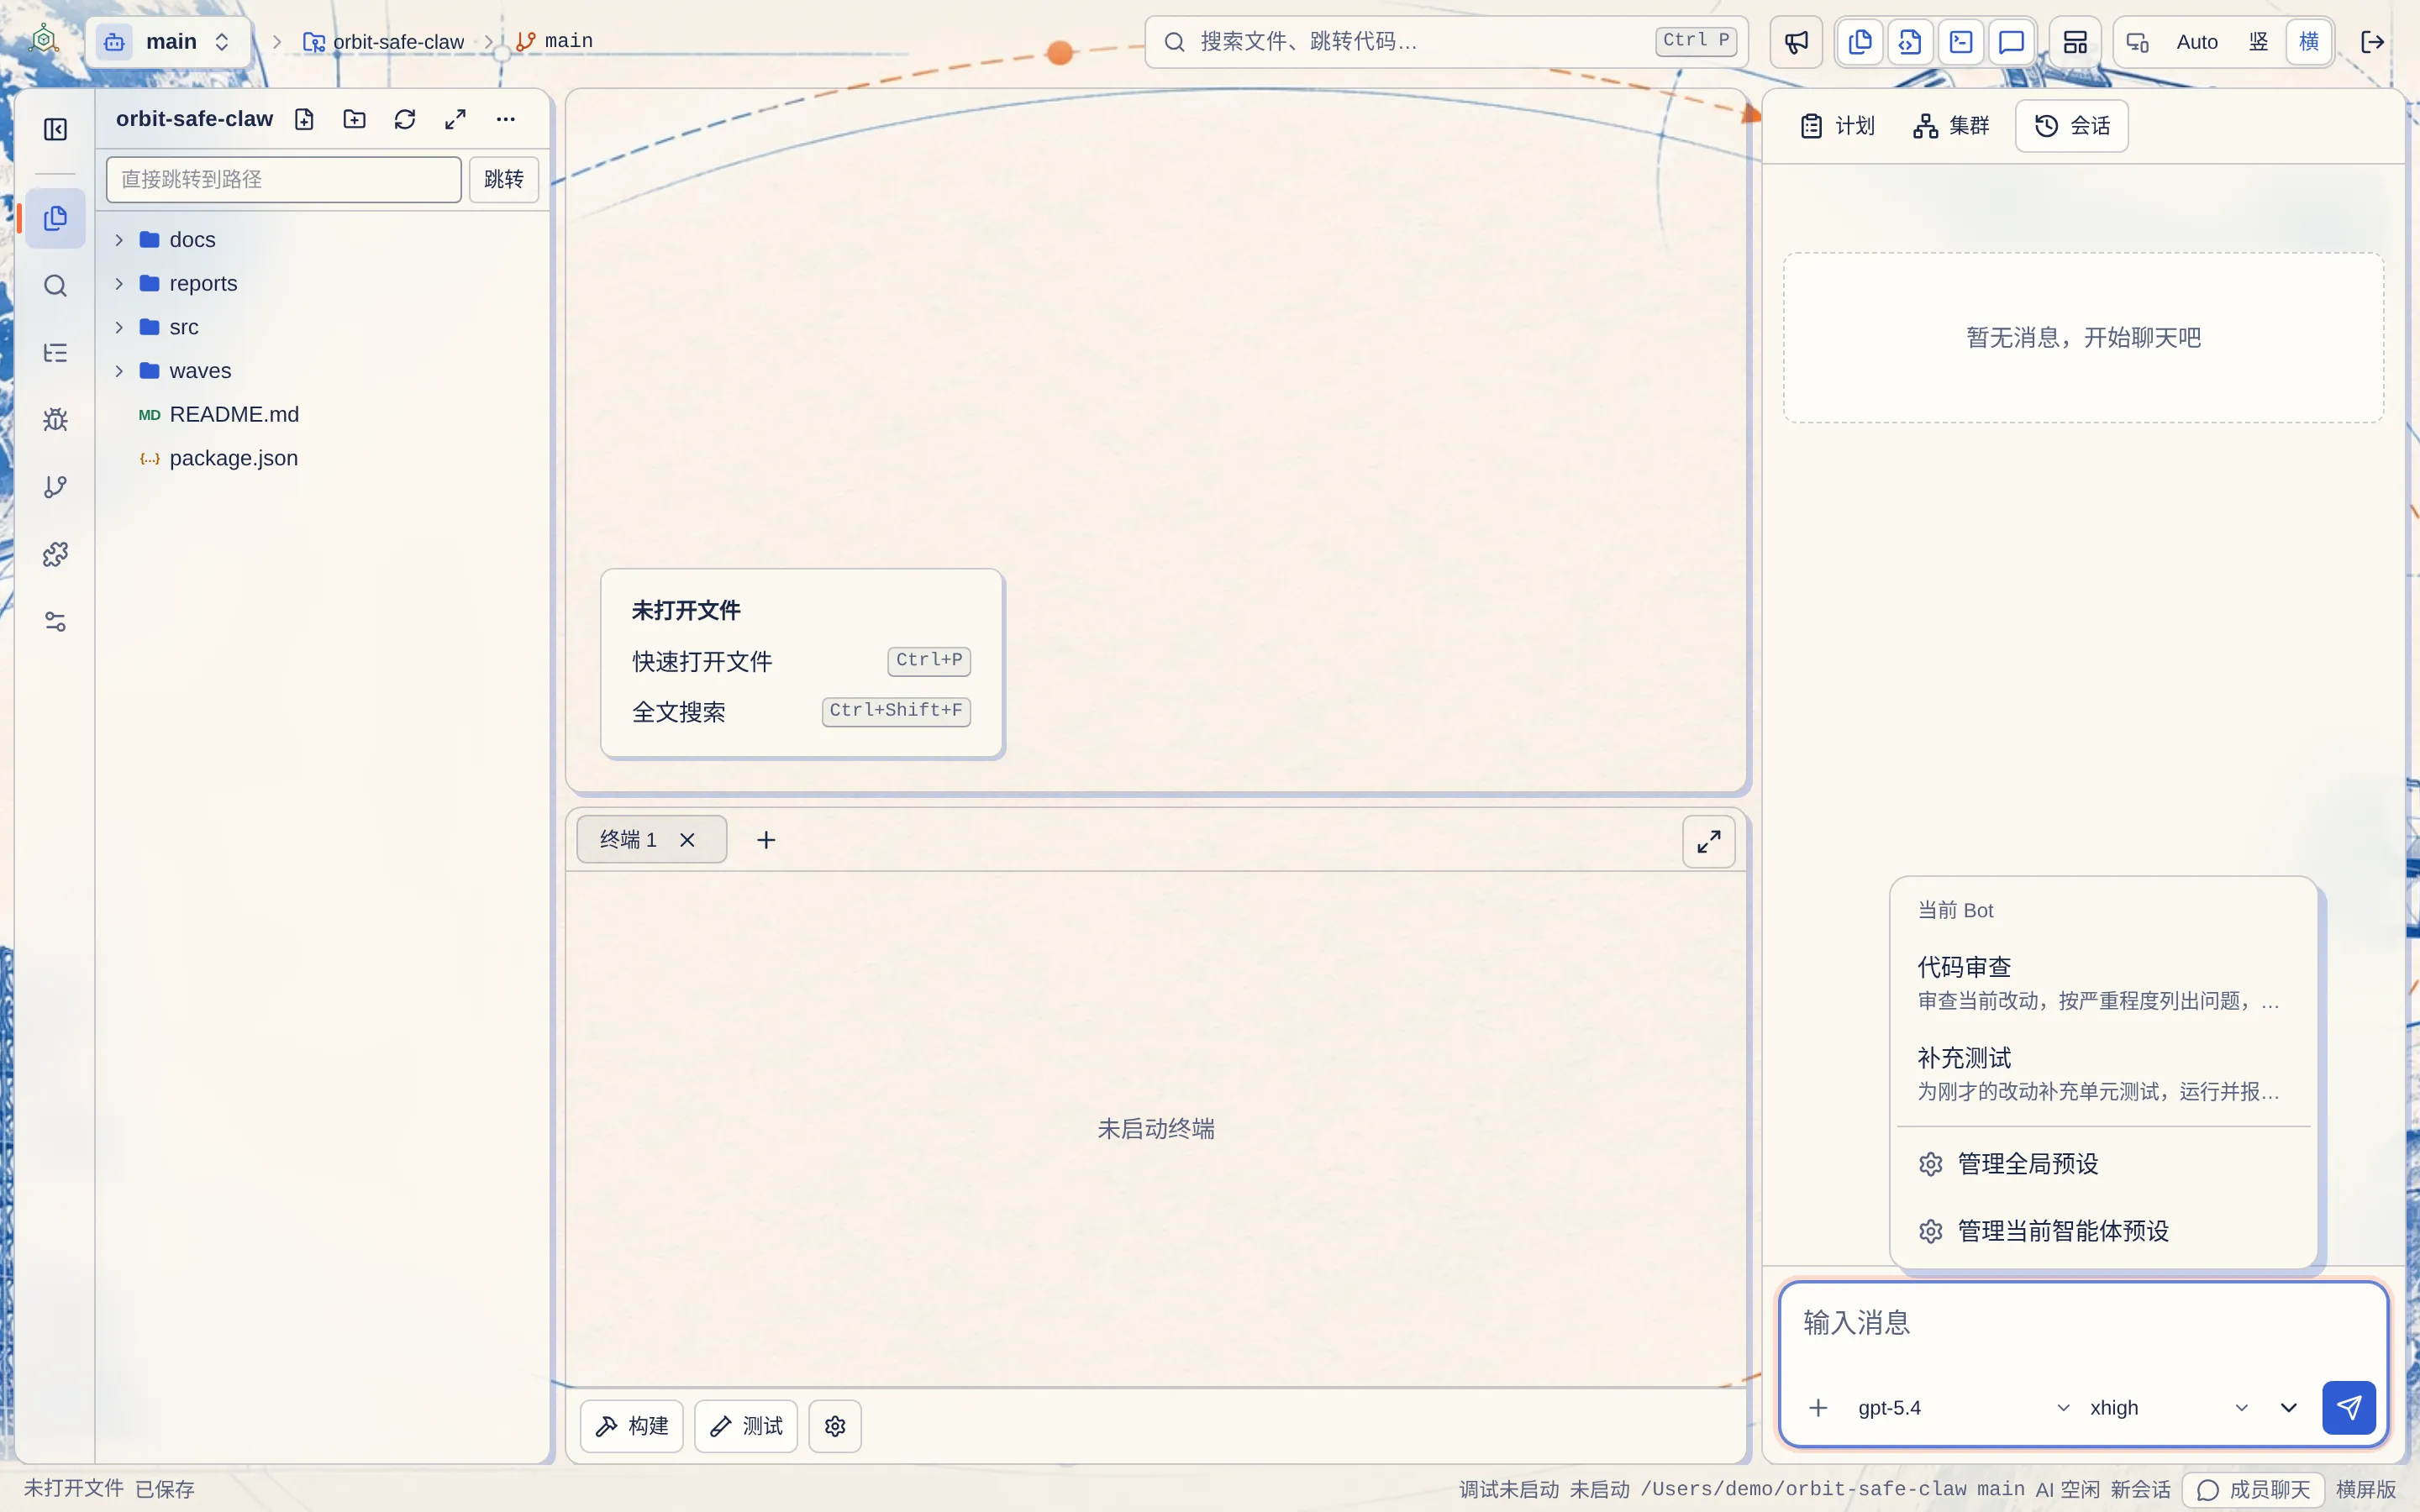 main
orbit-safe-claw
main
搜索文件、跳转代码…
Ctrl P
Auto
竖
横
orbit-safe-claw
直接跳转到路径
跳转
docs
reports
src
waves
MD README.md
{...} package.json
未打开文件
快速打开文件 Ctrl+P
全文搜索 Ctrl+Shift+F
终端 1
未启动终端
构建
测试
计划
集群
会话
暂无消息，开始聊天吧
当前 Bot
代码审查
审查当前改动，按严重程度列出问题，…
补充测试
为刚才的改动补充单元测试，运行并报…
管理全局预设
管理当前智能体预设
输入消息
gpt-5.4
xhigh
未打开文件 已保存
调试未启动 未启动 /Users/demo/orbit-safe-claw main AI 空闲 新会话 成员聊天 横屏版